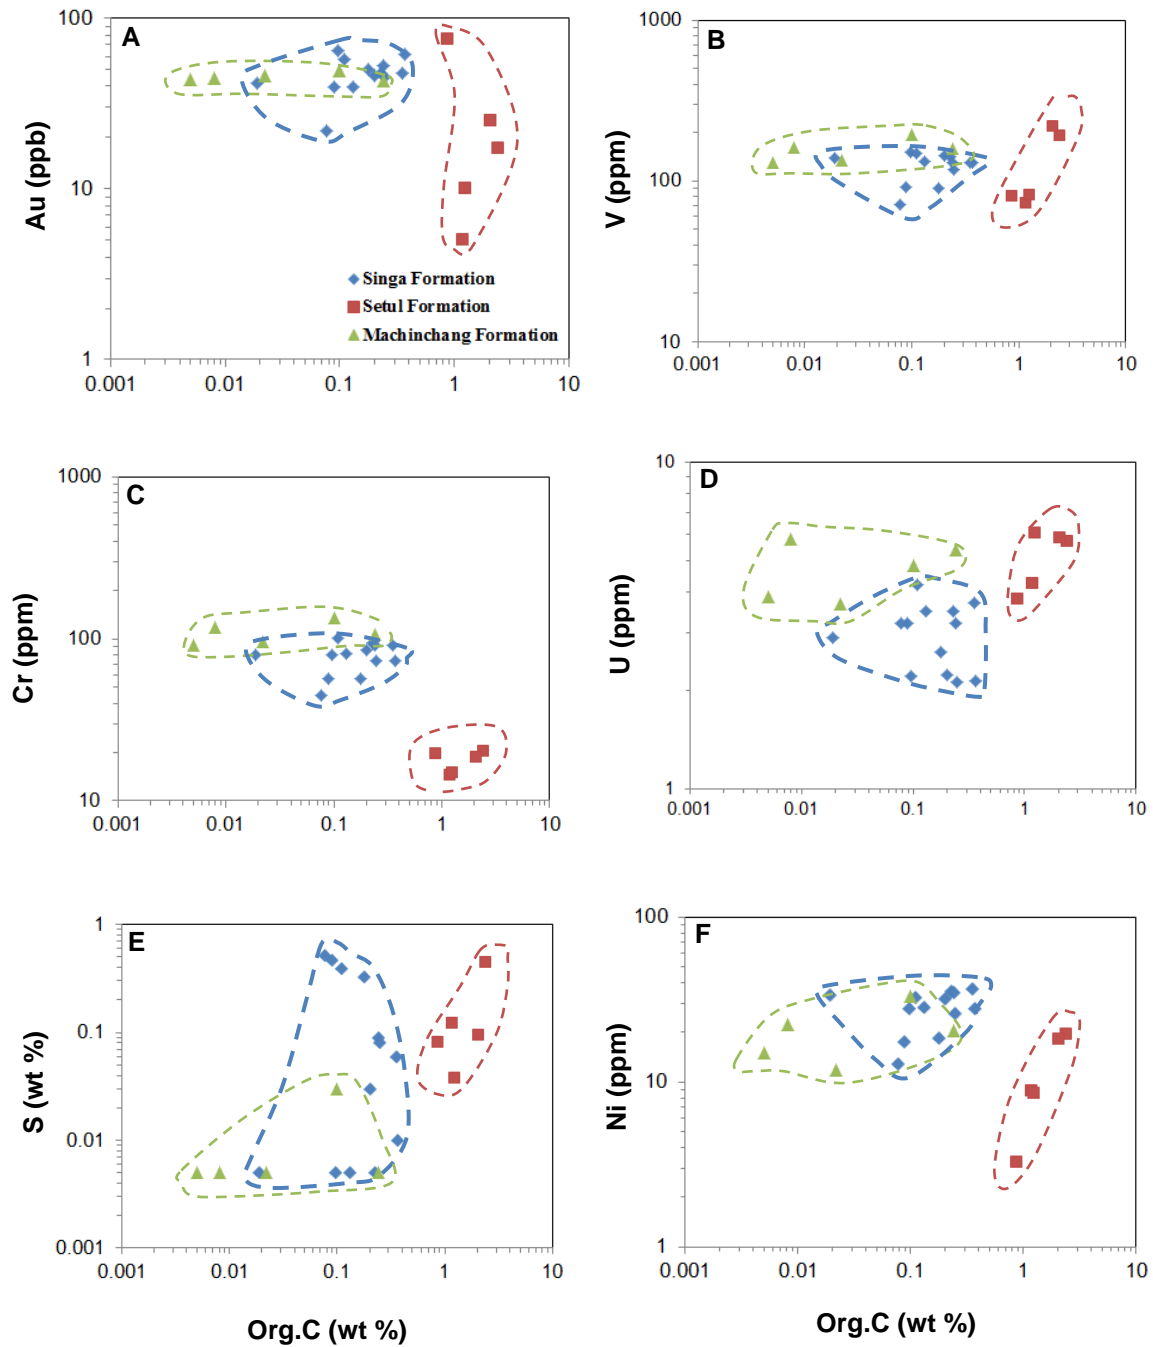 A
Au (ppb)
100
10
1
0.001 0.01 0.1 1 10
Singa Formation
Setul Formation
Machinchang Formation
B
V (ppm)
1000
100
10
0.001 0.01 0.1 1 10
C
Cr (ppm)
1000
100
10
0.001 0.01 0.1 1 10
D
U (ppm)
10
1
0.001 0.01 0.1 1 10
E
S (wt %)
1
0.1
0.01
0.001
0.001 0.01 0.1 1 10
Org.C (wt %)
F
Ni (ppm)
100
10
1
0.001 0.01 0.1 1 10
Org.C (wt %)